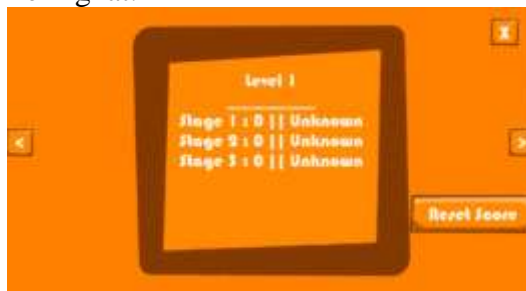 X
Level 1
Stage 1 : 0 || Unknown
Stage 2 : 0 || Unknown
Stage 3 : 0 || Unknown
<
>
Reset Score